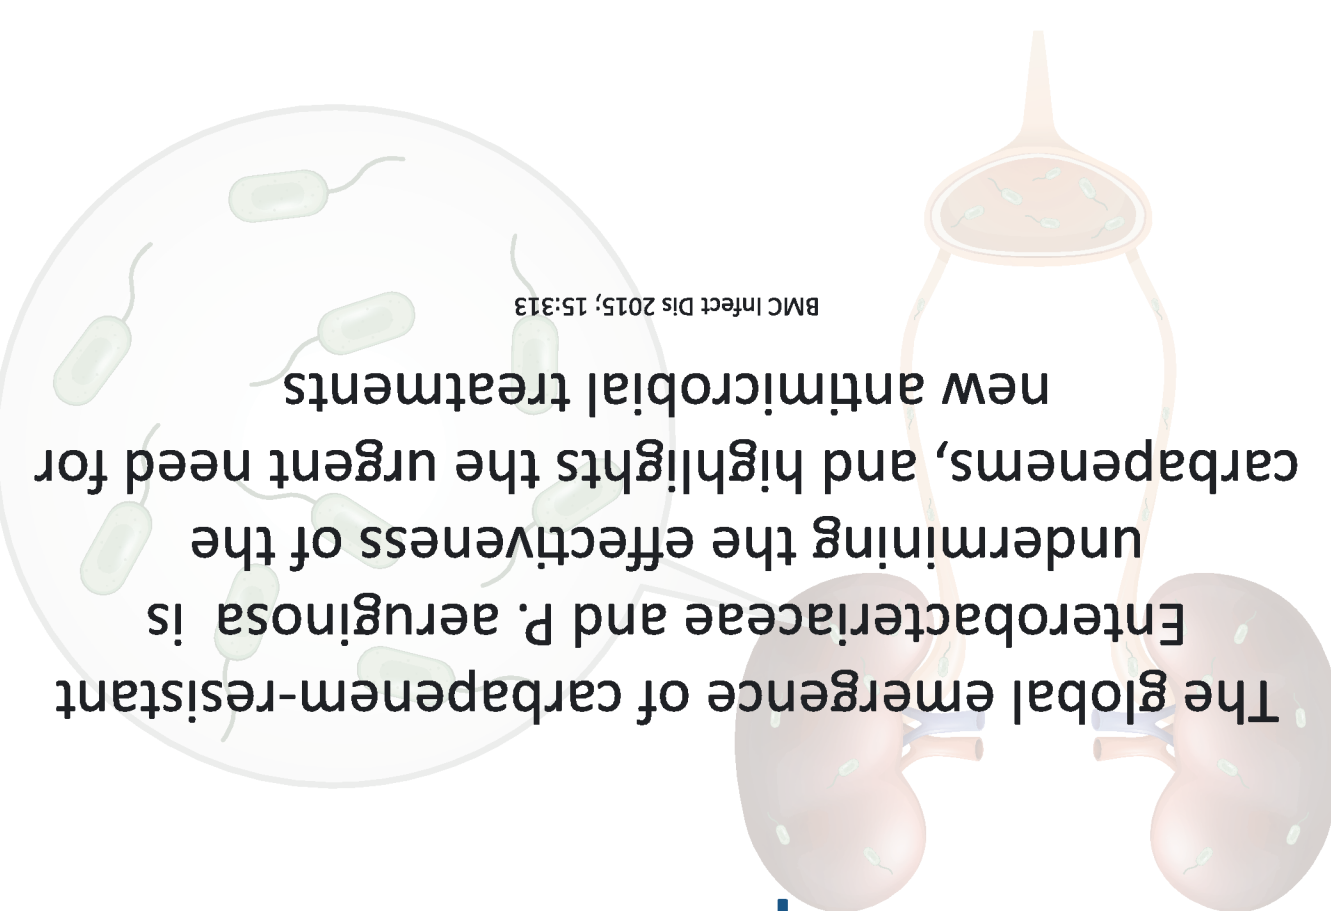 The global emergence of carbapenem-resistant
Enterobacteriaceae and P. aeruginosa  is
undermining the effectiveness of the
carbapenems, and highlights the urgent need for
new antimicrobial treatments
BMC Infect Dis 2015; 15:313